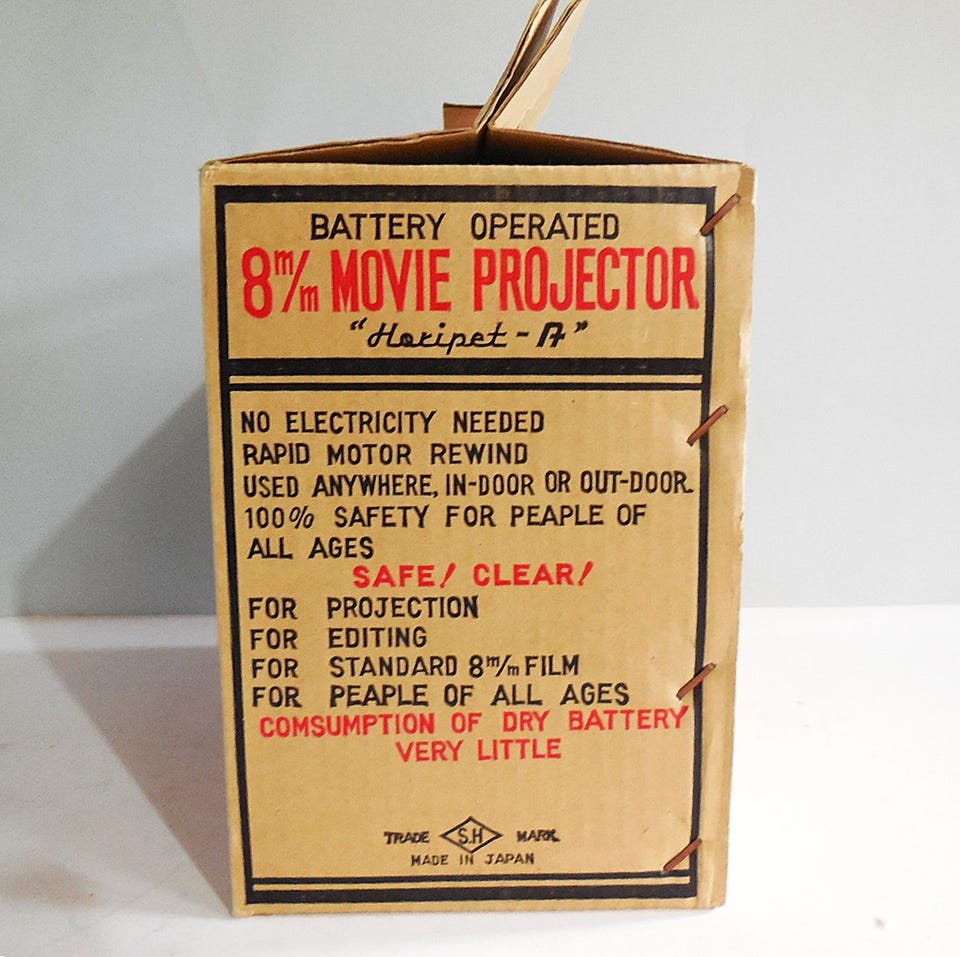 BATTERY OPERATED
8m/m MOVIE PROJECTOR
"Horipet-A"
NO ELECTRICITY NEEDED
RAPID MOTOR REWIND
USED ANYWHERE, IN-DOOR OR OUT-DOOR.
100% SAFETY FOR PEAPLE OF
ALL AGES
SAFE! CLEAR!
FOR PROJECTION
FOR EDITING
FOR STANDARD 8m/m FILM
FOR PEAPLE OF ALL AGES
COMSUMPTION OF DRY BATTERY
VERY LITTLE
TRADE S.H MARK.
MADE IN JAPAN